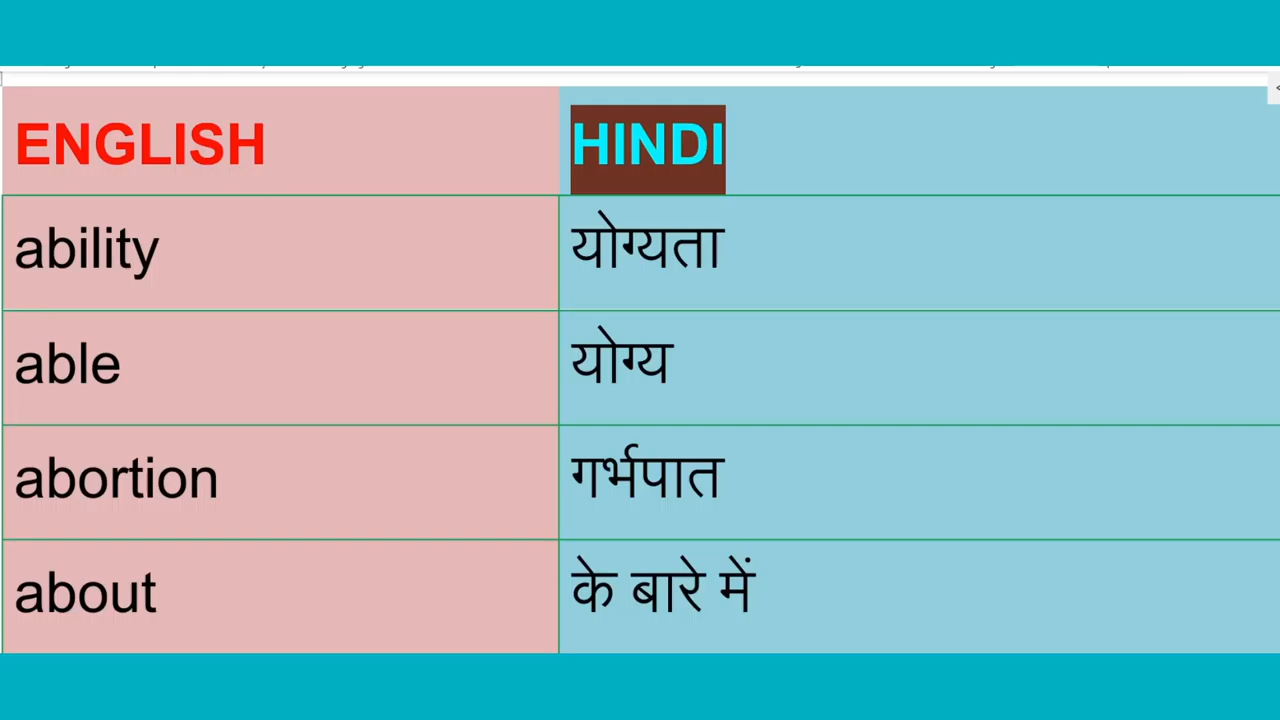 ENGLISH HINDI
ability योग्यता
able योग्य
abortion गर्भपात
about के बारे में